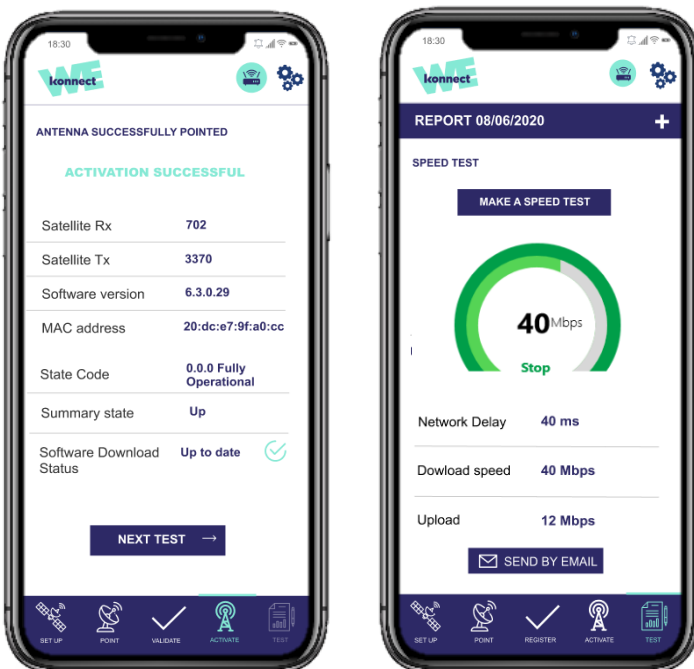 18:30
WE
konnect
ANTENNA SUCCESSFULLY POINTED
ACTIVATION SUCCESSFUL
Satellite Rx 702
Satellite Tx 3370
Software version 6.3.0.29
MAC address 20:dc:e7:9f:a0:cc
State Code 0.0.0 Fully
Operational
Summary state Up
Software Download Up to date
Status
NEXT TEST →
SET UP POINT VALIDATE ACTIVATE TEST
18:30
WE
konnect
REPORT 08/06/2020 +
SPEED TEST
MAKE A SPEED TEST
40 Mbps
Stop
Network Delay 40 ms
Dowload speed 40 Mbps
Upload 12 Mbps
SEND BY EMAIL
SET UP POINT REGISTER ACTIVATE TEST